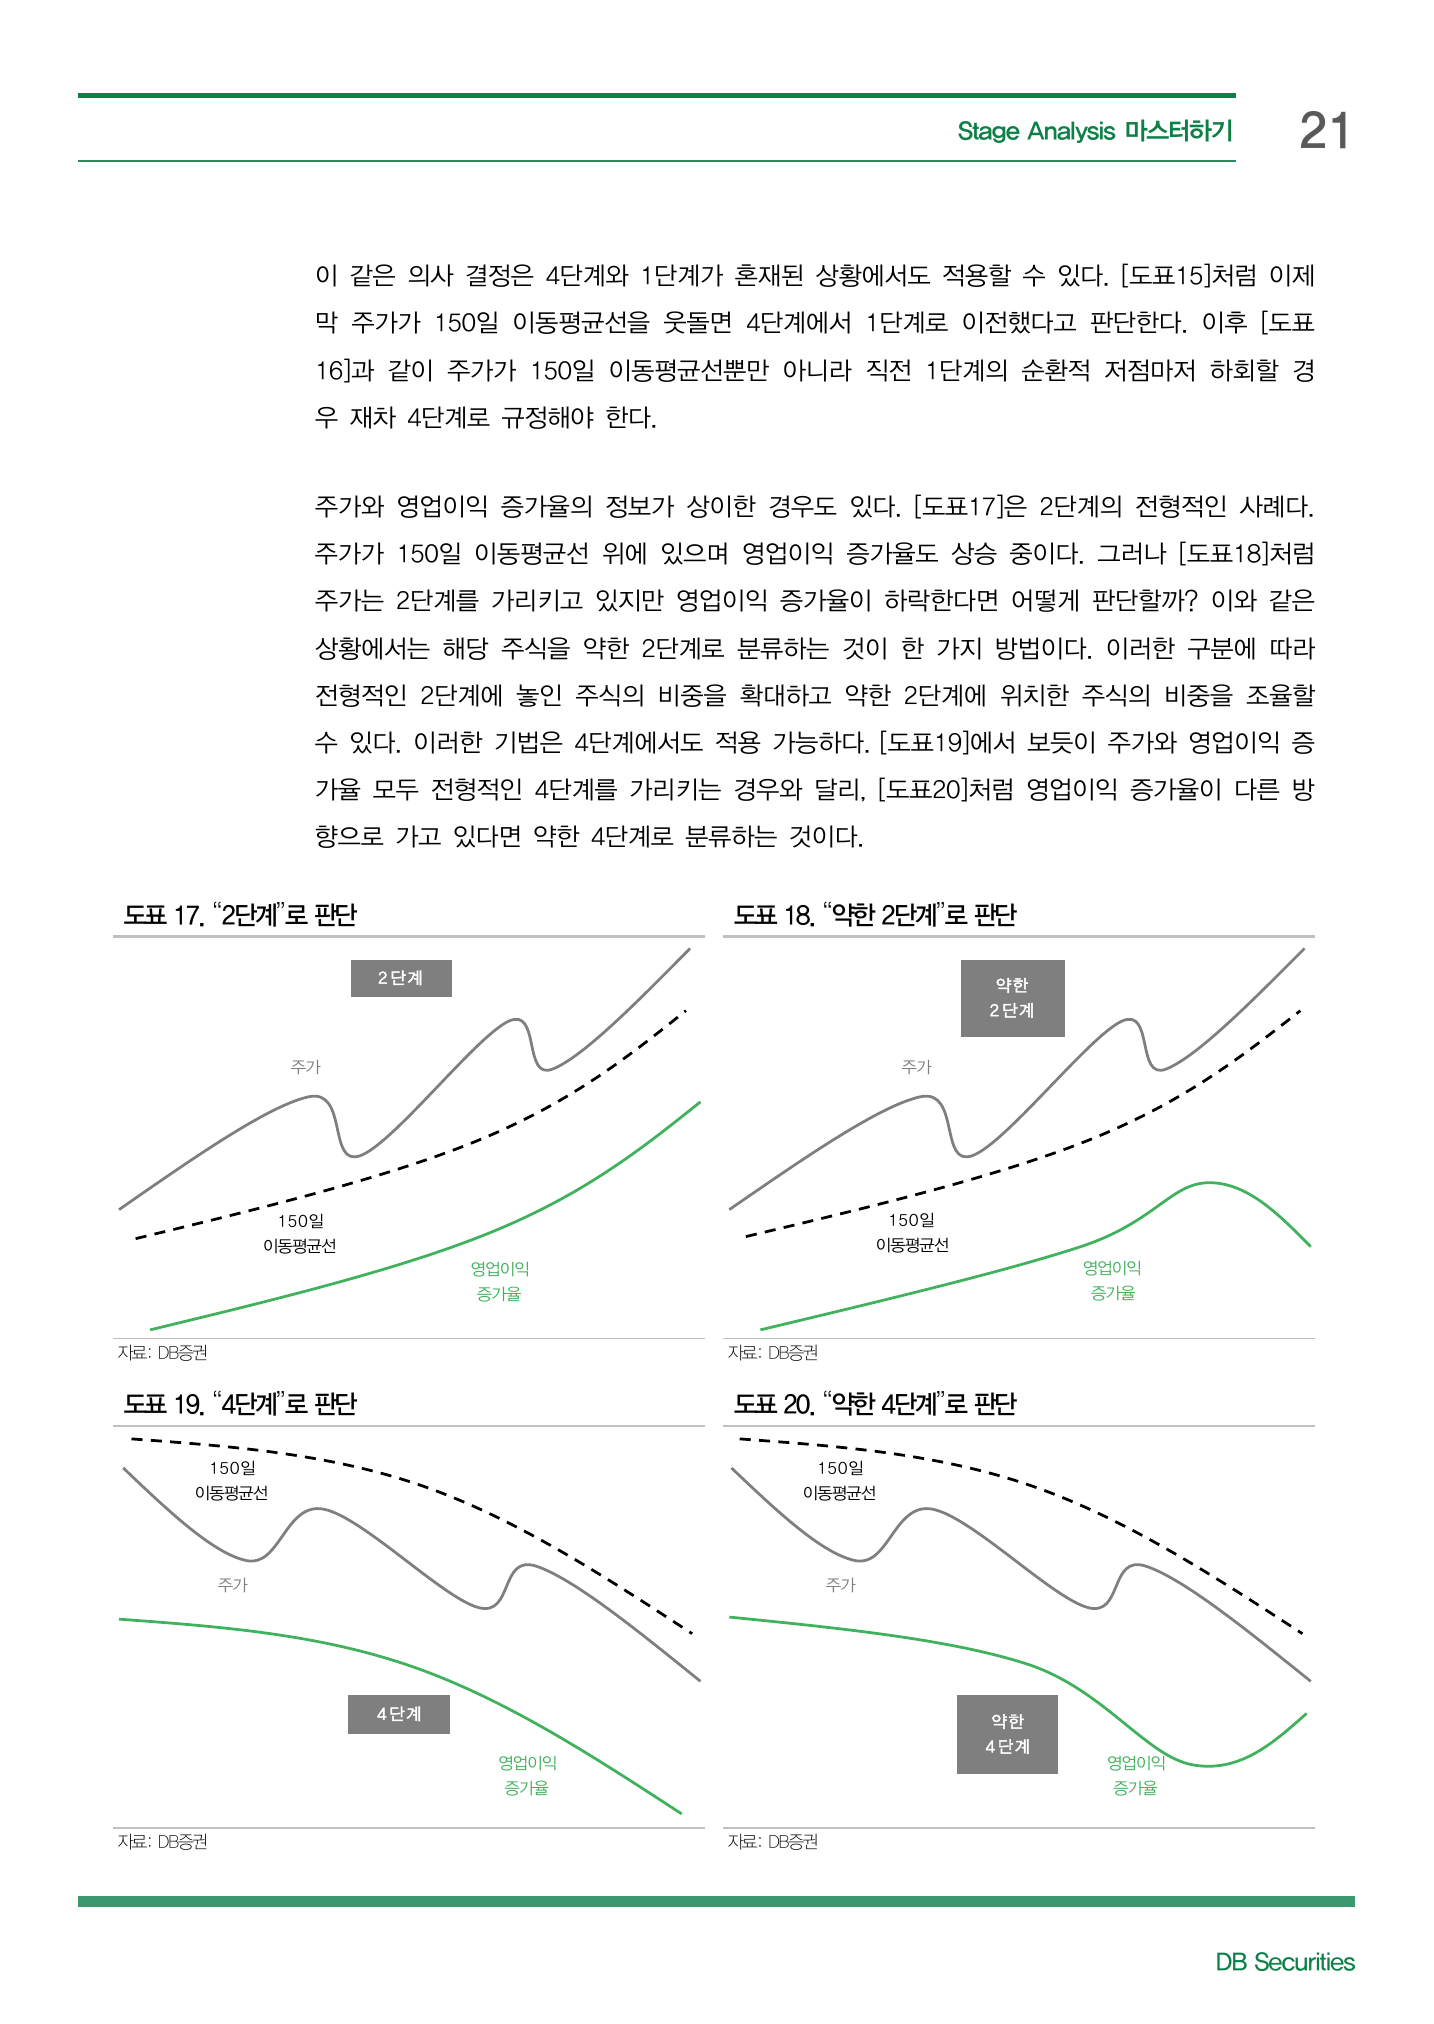 Stage Analysis 마스터하기
21
이 같은 의사 결정은 4단계와 1단계가 혼재된 상황에서도 적용할 수 있다. [도표15]처럼 이제
막 주가가 150일 이동평균선을 웃돌면 4단계에서 1단계로 이전했다고 판단한다. 이후 [도표
16]과 같이 주가가 150일 이동평균선뿐만 아니라 직전 1단계의 순환적 저점마저 하회할 경
우 재차 4단계로 규정해야 한다.
주가와 영업이익 증가율의 정보가 상이한 경우도 있다. [도표17]은 2단계의 전형적인 사례다.
주가가 150일 이동평균선 위에 있으며 영업이익 증가율도 상승 중이다. 그러나 [도표18]처럼
주가는 2단계를 가리키고 있지만 영업이익 증가율이 하락한다면 어떻게 판단할까? 이와 같은
상황에서는 해당 주식을 약한 2단계로 분류하는 것이 한 가지 방법이다. 이러한 구분에 따라
전형적인 2단계에 놓인 주식의 비중을 확대하고 약한 2단계에 위치한 주식의 비중을 조율할
수 있다. 이러한 기법은 4단계에서도 적용 가능하다. [도표19]에서 보듯이 주가와 영업이익 증
가율 모두 전형적인 4단계를 가리키는 경우와 달리, [도표20]처럼 영업이익 증가율이 다른 방
향으로 가고 있다면 약한 4단계로 분류하는 것이다.
도표 17. “2단계”로 판단
2단계
주가
150일
이동평균선
영업이익
증가율
자료: DB증권
도표 18. “약한 2단계”로 판단
약한
2단계
주가
150일
이동평균선
영업이익
증가율
자료: DB증권
도표 19. “4단계”로 판단
150일
이동평균선
주가
4단계
영업이익
증가율
자료: DB증권
도표 20. “약한 4단계”로 판단
150일
이동평균선
주가
약한
4단계
영업이익
증가율
자료: DB증권
DB Securities